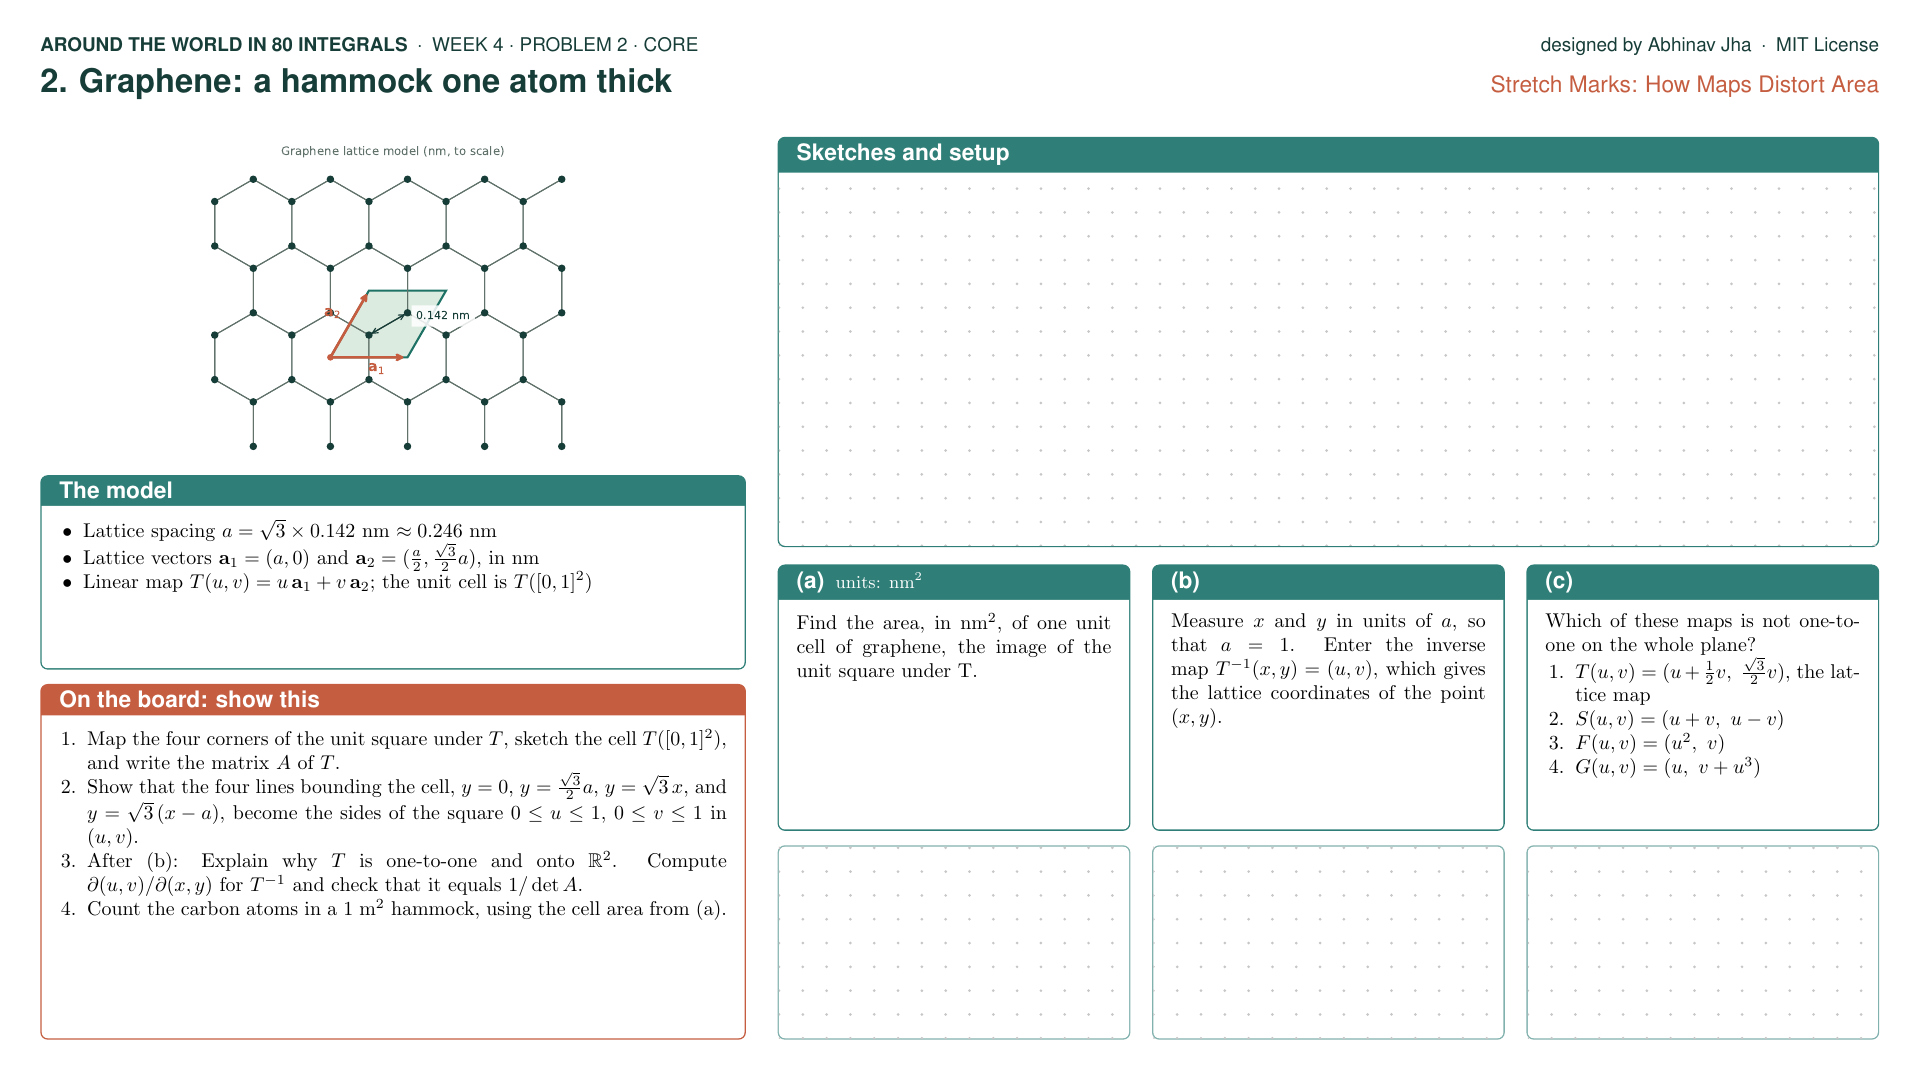 AROUND THE WORLD IN 80 INTEGRALS · WEEK 4 · PROBLEM 2 · CORE
designed by Abhinav Jha · MIT License
2. Graphene: a hammock one atom thick
Stretch Marks: How Maps Distort Area
Graphene lattice model (nm, to scale)
a₂
0.142 nm
a₁
The model
• Lattice spacing a = √3 × 0.142 nm ≈ 0.246 nm
• Lattice vectors a₁ = (a, 0) and a₂ = (a/2, √3/2 a), in nm
• Linear map T(u, v) = u a₁ + v a₂; the unit cell is T([0, 1]²)
On the board: show this
1. Map the four corners of the unit square under T, sketch the cell T([0, 1]²),
and write the matrix A of T.
2. Show that the four lines bounding the cell, y = 0, y = √3/2 a, y = √3 x, and
y = √3 (x − a), become the sides of the square 0 ≤ u ≤ 1, 0 ≤ v ≤ 1 in
(u, v).
3. After (b): Explain why T is one-to-one and onto ℝ². Compute
∂(u, v)/∂(x, y) for T⁻¹ and check that it equals 1/ det A.
4. Count the carbon atoms in a 1 m² hammock, using the cell area from (a).
Sketches and setup
(a) units: nm²
Find the area, in nm², of one unit
cell of graphene, the image of the
unit square under T.
(b)
Measure x and y in units of a, so
that a = 1. Enter the inverse
map T⁻¹(x, y) = (u, v), which gives
the lattice coordinates of the point
(x, y).
(c)
Which of these maps is not one-to-
one on the whole plane?
1. T(u, v) = (u + 1/2 v, √3/2 v), the lat-
tice map
2. S(u, v) = (u + v, u − v)
3. F(u, v) = (u², v)
4. G(u, v) = (u, v + u³)